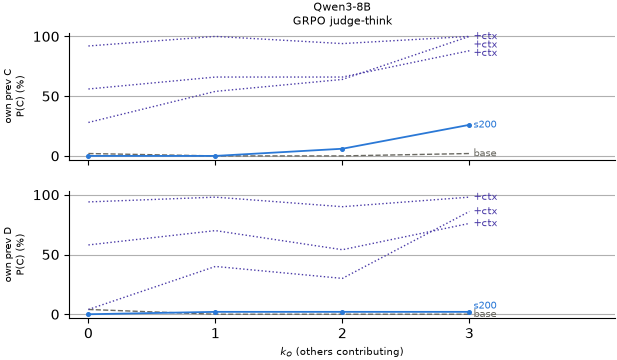 Qwen3-8B
GRPO judge-think
own prev C
P(C) (%)
100
50
0
+ctx
+ctx
+ctx
s200
base
own prev D
P(C) (%)
100
50
0
+ctx
+ctx
+ctx
s200
base
0 1 2 3
k_o (others contributing)